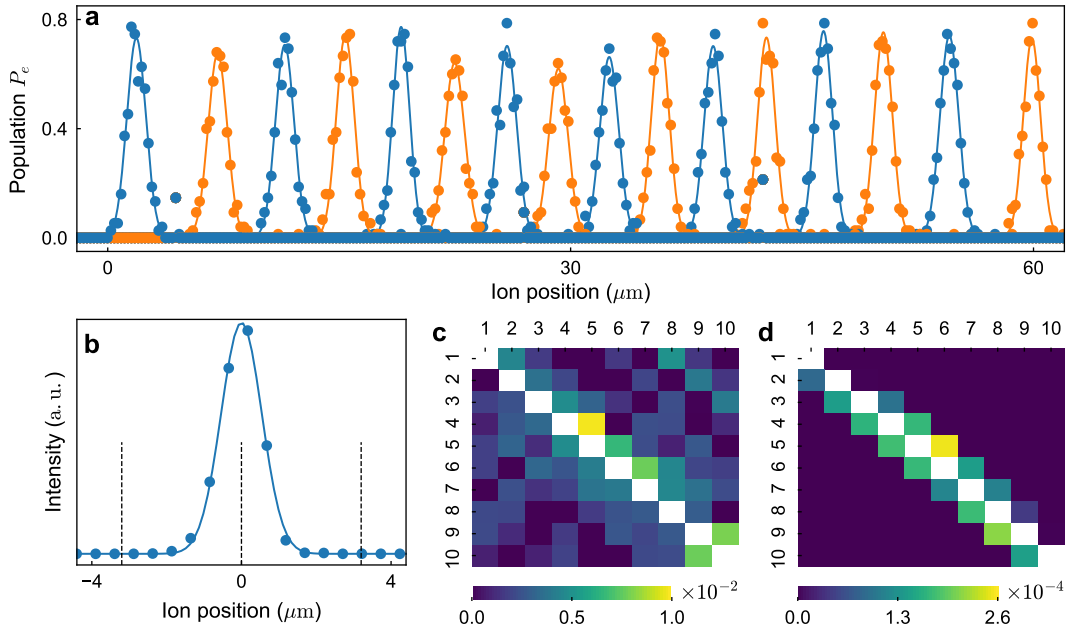 a
0.8
0.4
0.0
Population Pₑ
0 30 60
Ion position (μm)
b
Intensity (a. u.)
−4 0 4
Ion position (μm)
c
1 2 3 4 5 6 7 8 9 10
1
2
3
4
5
6
7
8
9
10
×10⁻²
0.0 0.5 1.0
d
1 2 3 4 5 6 7 8 9 10
1
2
3
4
5
6
7
8
9
10
×10⁻⁴
0.0 1.3 2.6